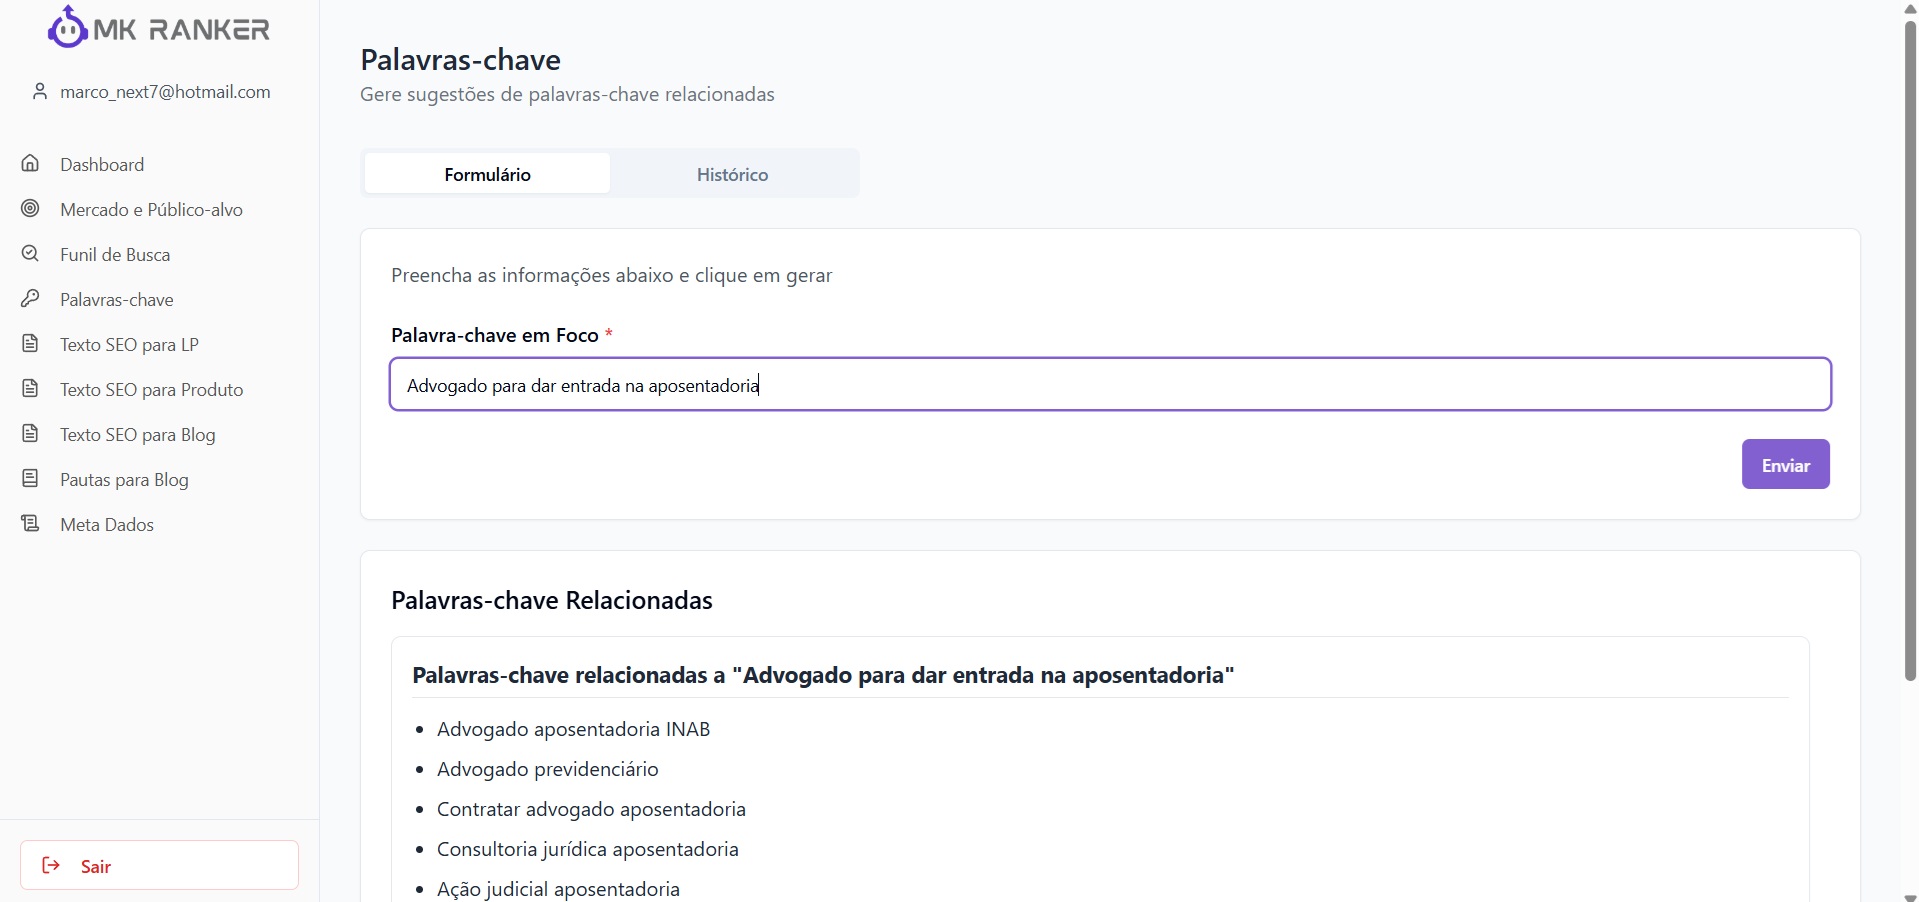 MK RANKER
marco_next7@hotmail.com
Dashboard
Mercado e Público-alvo
Funil de Busca
Palavras-chave
Texto SEO para LP
Texto SEO para Produto
Texto SEO para Blog
Pautas para Blog
Meta Dados
Sair
Palavras-chave
Gere sugestões de palavras-chave relacionadas
Formulário
Histórico
Preencha as informações abaixo e clique em gerar
Palavra-chave em Foco *
Advogado para dar entrada na aposentadoria
Enviar
Palavras-chave Relacionadas
Palavras-chave relacionadas a "Advogado para dar entrada na aposentadoria"
Advogado aposentadoria INAB
Advogado previdenciário
Contratar advogado aposentadoria
Consultoria jurídica aposentadoria
Ação judicial aposentadoria